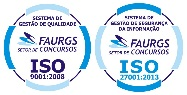 SISTEMA DE
GESTÃO DE QUALIDADE
FAURGS
SETOR DE CONCURSOS
ISO
9001:2008
SISTEMA DE
GESTÃO DE SEGURANÇA
DA INFORMAÇÃO
FAURGS
SETOR DE CONCURSOS
ISO
27001:2013